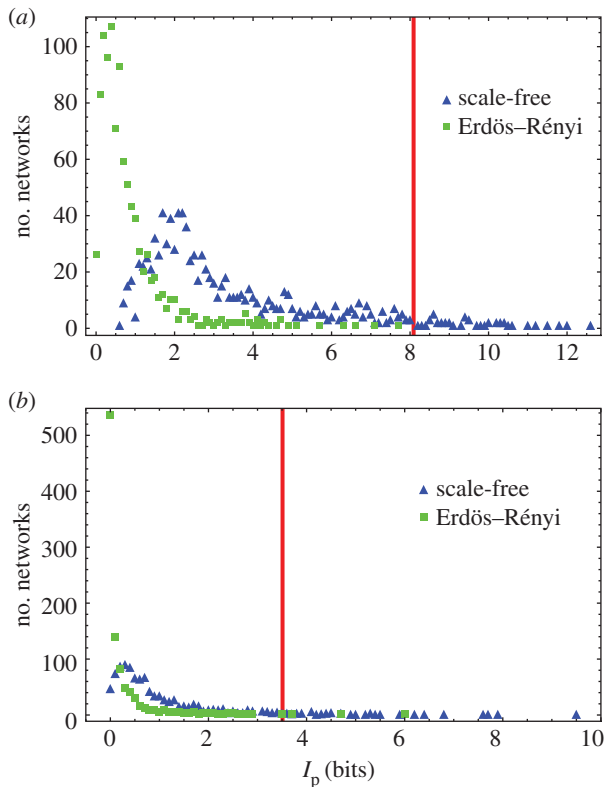 (a)
100
80
60
40
20
0
no. networks
scale-free
Erdös–Rényi
0 2 4 6 8 10 12
(b)
500
400
300
200
100
0
no. networks
scale-free
Erdös–Rényi
0 2 4 6 8 10
Ip (bits)